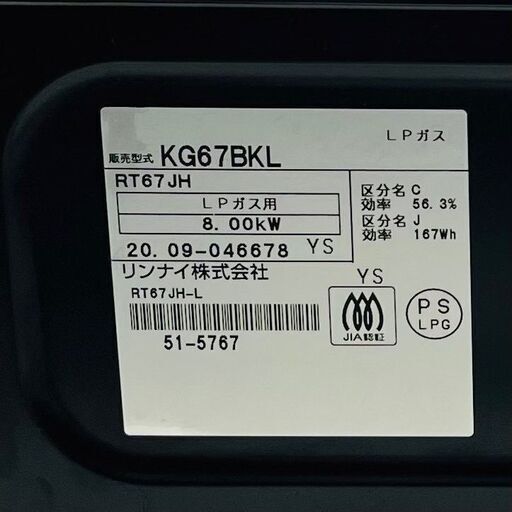 LPガス
販売型式 KG67BKL
RT67JH
LPガス用
8.00kW
区分名 C
効率 56.3%
区分名 J
効率 167Wh
20.09-046678 YS
リンナイ株式会社
RT67JH-L
YS
51-5767
JIA認証
PS
LPG